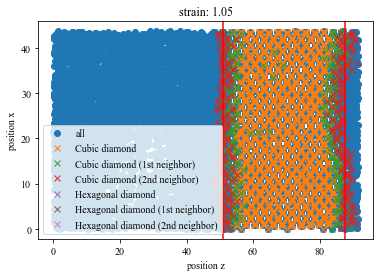 strain: 1.05
position x
40
30
20
10
0
all
Cubic diamond
Cubic diamond (1st neighbor)
Cubic diamond (2nd neighbor)
Hexagonal diamond
Hexagonal diamond (1st neighbor)
Hexagonal diamond (2nd neighbor)
0 20 40 60 80
position z